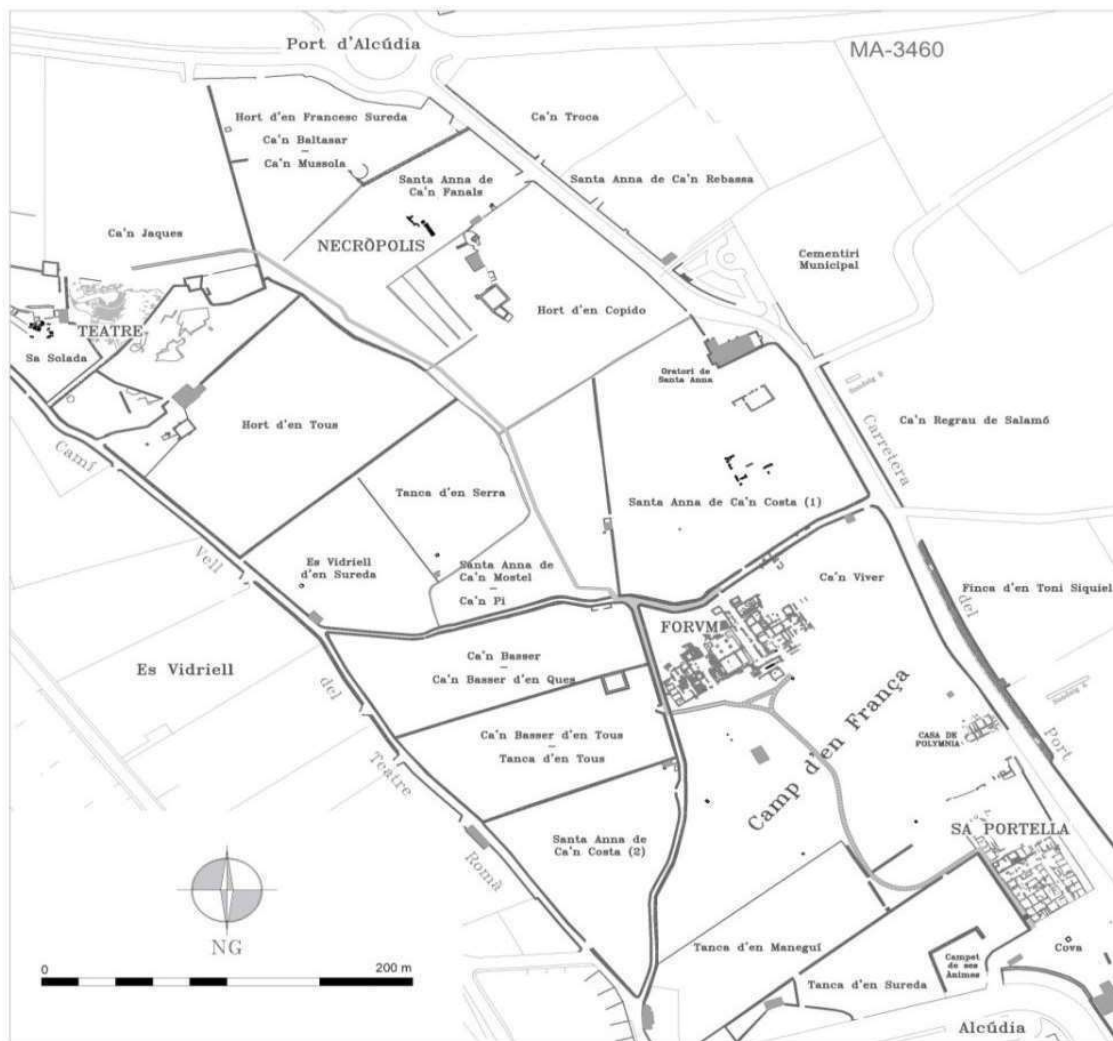 Port d'Alcúdia
MA-3460
Hort d'en Francesc Sureda
Ca'n Baltasar
–
Ca'n Mussola
Ca'n Troca
Santa Anna de
Ca'n Fanals
Santa Anna de Ca'n Rebassa
Ca'n Jaques
NECRÒPOLIS
Cementiri
Municipal
Hort d'en Copido
TEATRE
Sa Solada
Oratori de
Santa Anna
Hort d'en Tous
Ca'n Regrau de Salamó
Camí
Vell
del
Teatre
Romà
Carretera
del
Port
Tanca d'en Serra
Santa Anna de Ca'n Costa (1)
Es Vidriell
d'en Sureda
Santa Anna de
Ca'n Mostel
–
Ca'n Pi
Ca'n Viver
Finca d'en Toni Siquiel
FORVM
Es Vidriell
Ca'n Basser
–
Ca'n Basser d'en Ques
Camp d'en França
Ca'n Basser d'en Tous
–
Tanca d'en Tous
CASA DE
POLYMNIA
SA PORTELLA
Santa Anna de
Ca'n Costa (2)
NG
0
200 m
Tanca d'en Maneguí
Tanca d'en Sureda
Campet
de ses
Ànimes
Cova
Alcúdia